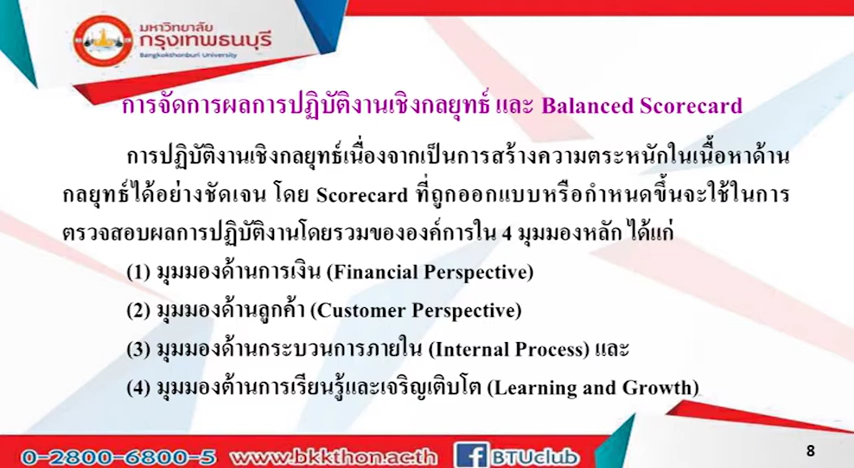 มหาวิทยาลัย
กรุงเทพธนบุรี
Bangkokthonburi University
การจัดการผลการปฏิบัติงานเชิงกลยุทธ์ และ Balanced Scorecard
การปฏิบัติงานเชิงกลยุทธ์เนื่องจากเป็นการสร้างความตระหนักในเนื้อหาด้าน
กลยุทธ์ได้อย่างชัดเจน โดย Scorecard ที่ถูกออกแบบหรือกำหนดขึ้นจะใช้ในการ
ตรวจสอบผลการปฏิบัติงานโดยรวมขององค์การใน 4 มุมมองหลัก ได้แก่
(1) มุมมองด้านการเงิน (Financial Perspective)
(2) มุมมองด้านลูกค้า (Customer Perspective)
(3) มุมมองด้านกระบวนการภายใน (Internal Process) และ
(4) มุมมองต้านการเรียนรู้และเจริญเติบโต (Learning and Growth)
0-2800-6800-5 www.bkkthon.ac.th f BTUclub
8